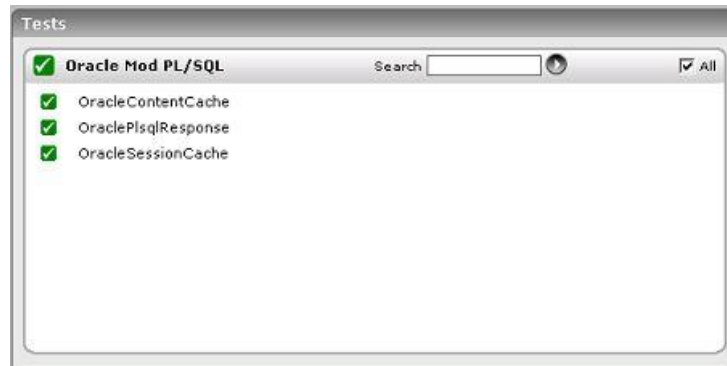 Tests
Oracle Mod PL/SQL Search All
OracleContentCache
OraclePlsqlResponse
OracleSessionCache